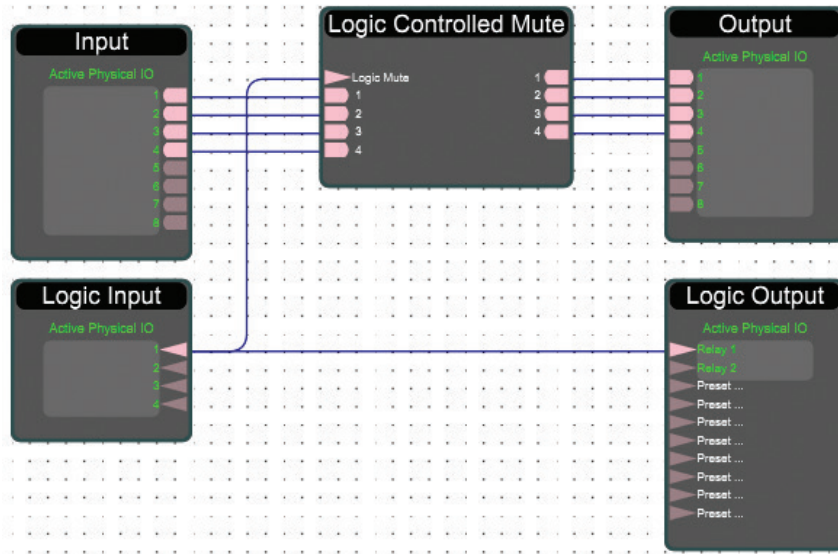 Input
Active Physical IO
1
2
3
4
5
6
7
8
Logic Controlled Mute
Logic Mute
1
2
3
4
1
2
3
4
Output
Active Physical IO
1
2
3
4
5
6
7
8
Logic Input
Active Physical IO
1
2
3
4
Logic Output
Active Physical IO
Relay 1
Relay 2
Preset ...
Preset ...
Preset ...
Preset ...
Preset ...
Preset ...
Preset ...
Preset ...